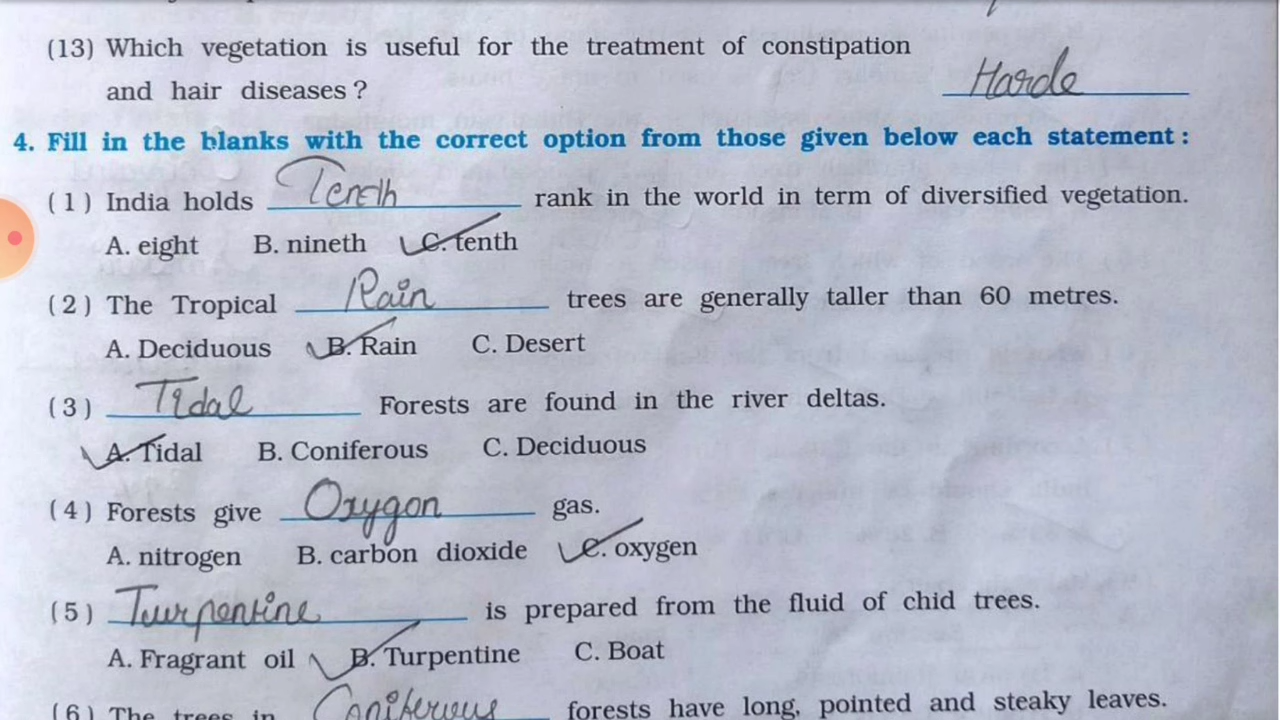 (13) Which vegetation is useful for the treatment of constipation
and hair diseases ? Harde
4. Fill in the blanks with the correct option from those given below each statement :
(1) India holds Tenth rank in the world in term of diversified vegetation.
A. eight B. nineth C. tenth
(2) The Tropical Rain trees are generally taller than 60 metres.
A. Deciduous B. Rain C. Desert
(3) Tidal Forests are found in the river deltas.
A. Tidal B. Coniferous C. Deciduous
(4) Forests give Oxygon gas.
A. nitrogen B. carbon dioxide C. oxygen
(5) Turpentine is prepared from the fluid of chid trees.
A. Fragrant oil B. Turpentine C. Boat
(6) The trees in Coniferous forests have long, pointed and steaky leaves.